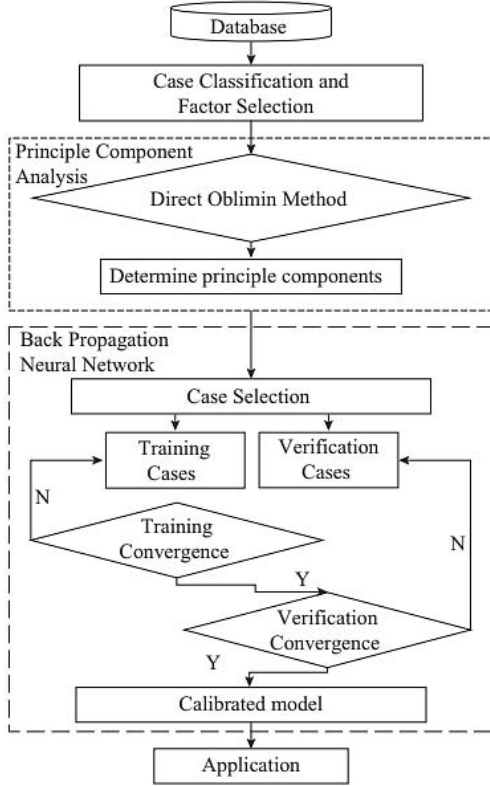 Database
Case Classification and
Factor Selection
Principle Component
Analysis
Direct Oblimin Method
Determine principle components
Back Propagation
Neural Network
Case Selection
Training
Cases
Verification
Cases
N
Training
Convergence
N
Y
Verification
Convergence
Y
Calibrated model
Application